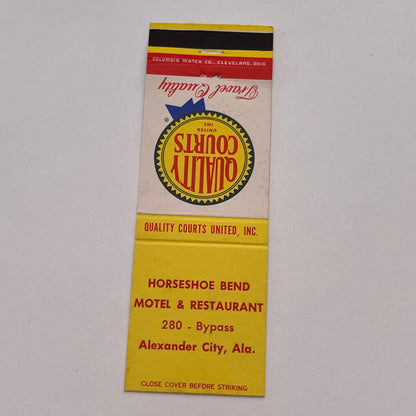 COLUMBIA MATCH CO., CLEVELAND, OHIO
Travel Quality
QUALITY
COURTS
UNITED
INC.
®
QUALITY COURTS UNITED, INC.
HORSESHOE BEND
MOTEL & RESTAURANT
280 - Bypass
Alexander City, Ala.
CLOSE COVER BEFORE STRIKING